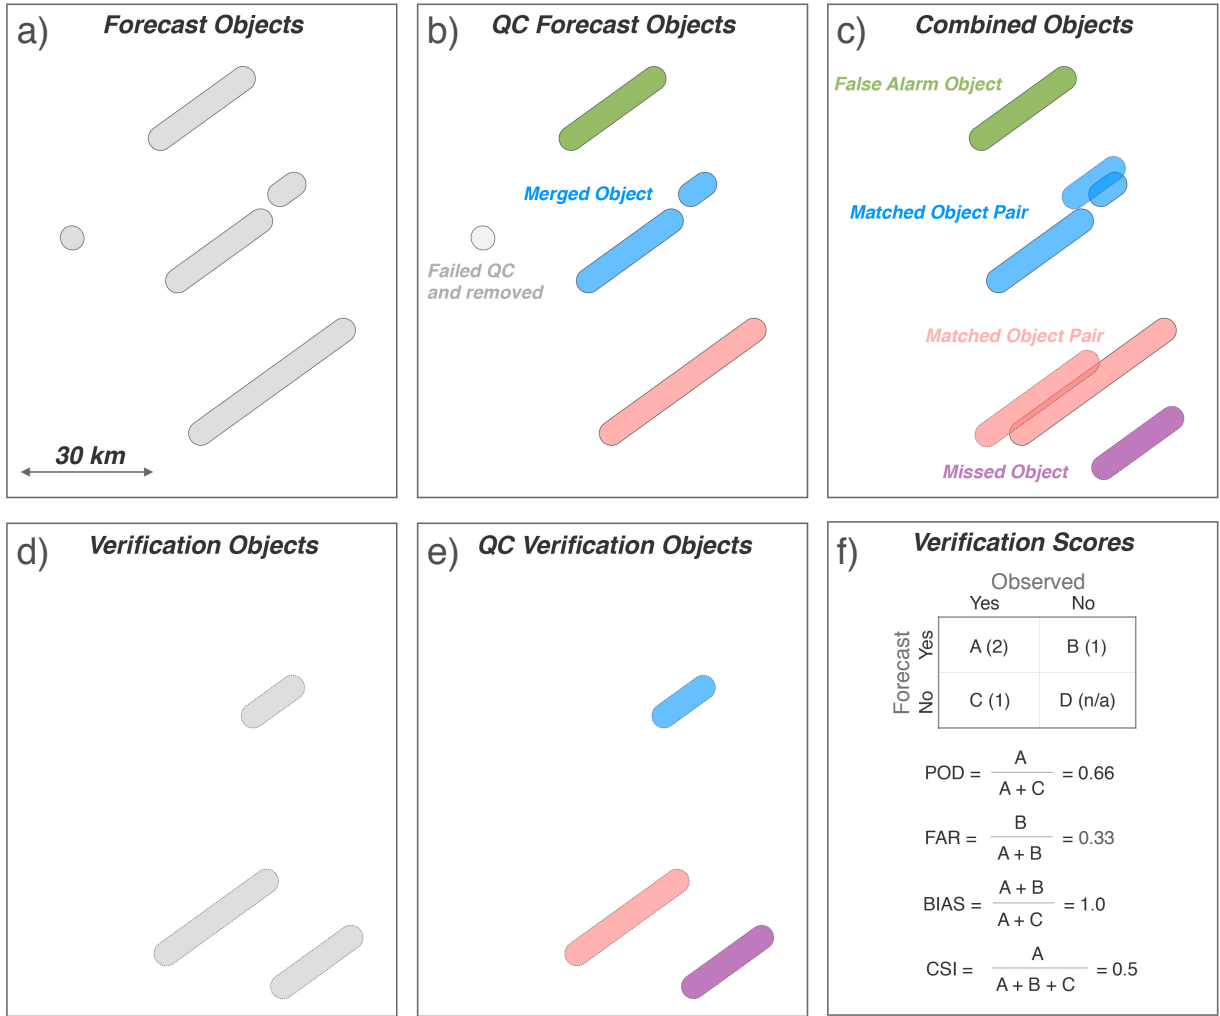 a)
Forecast Objects
30 km
b)
QC Forecast Objects
Merged Object
Failed QC
and removed
c)
Combined Objects
False Alarm Object
Matched Object Pair
Matched Object Pair
Missed Object
d)
Verification Objects
e)
QC Verification Objects
f)
Verification Scores
Observed
Yes No
Forecast
Yes
A (2) B (1)
No
C (1) D (n/a)
POD = A / A + C = 0.66
FAR = B / A + B = 0.33
BIAS = A + B / A + C = 1.0
CSI = A / A + B + C = 0.5